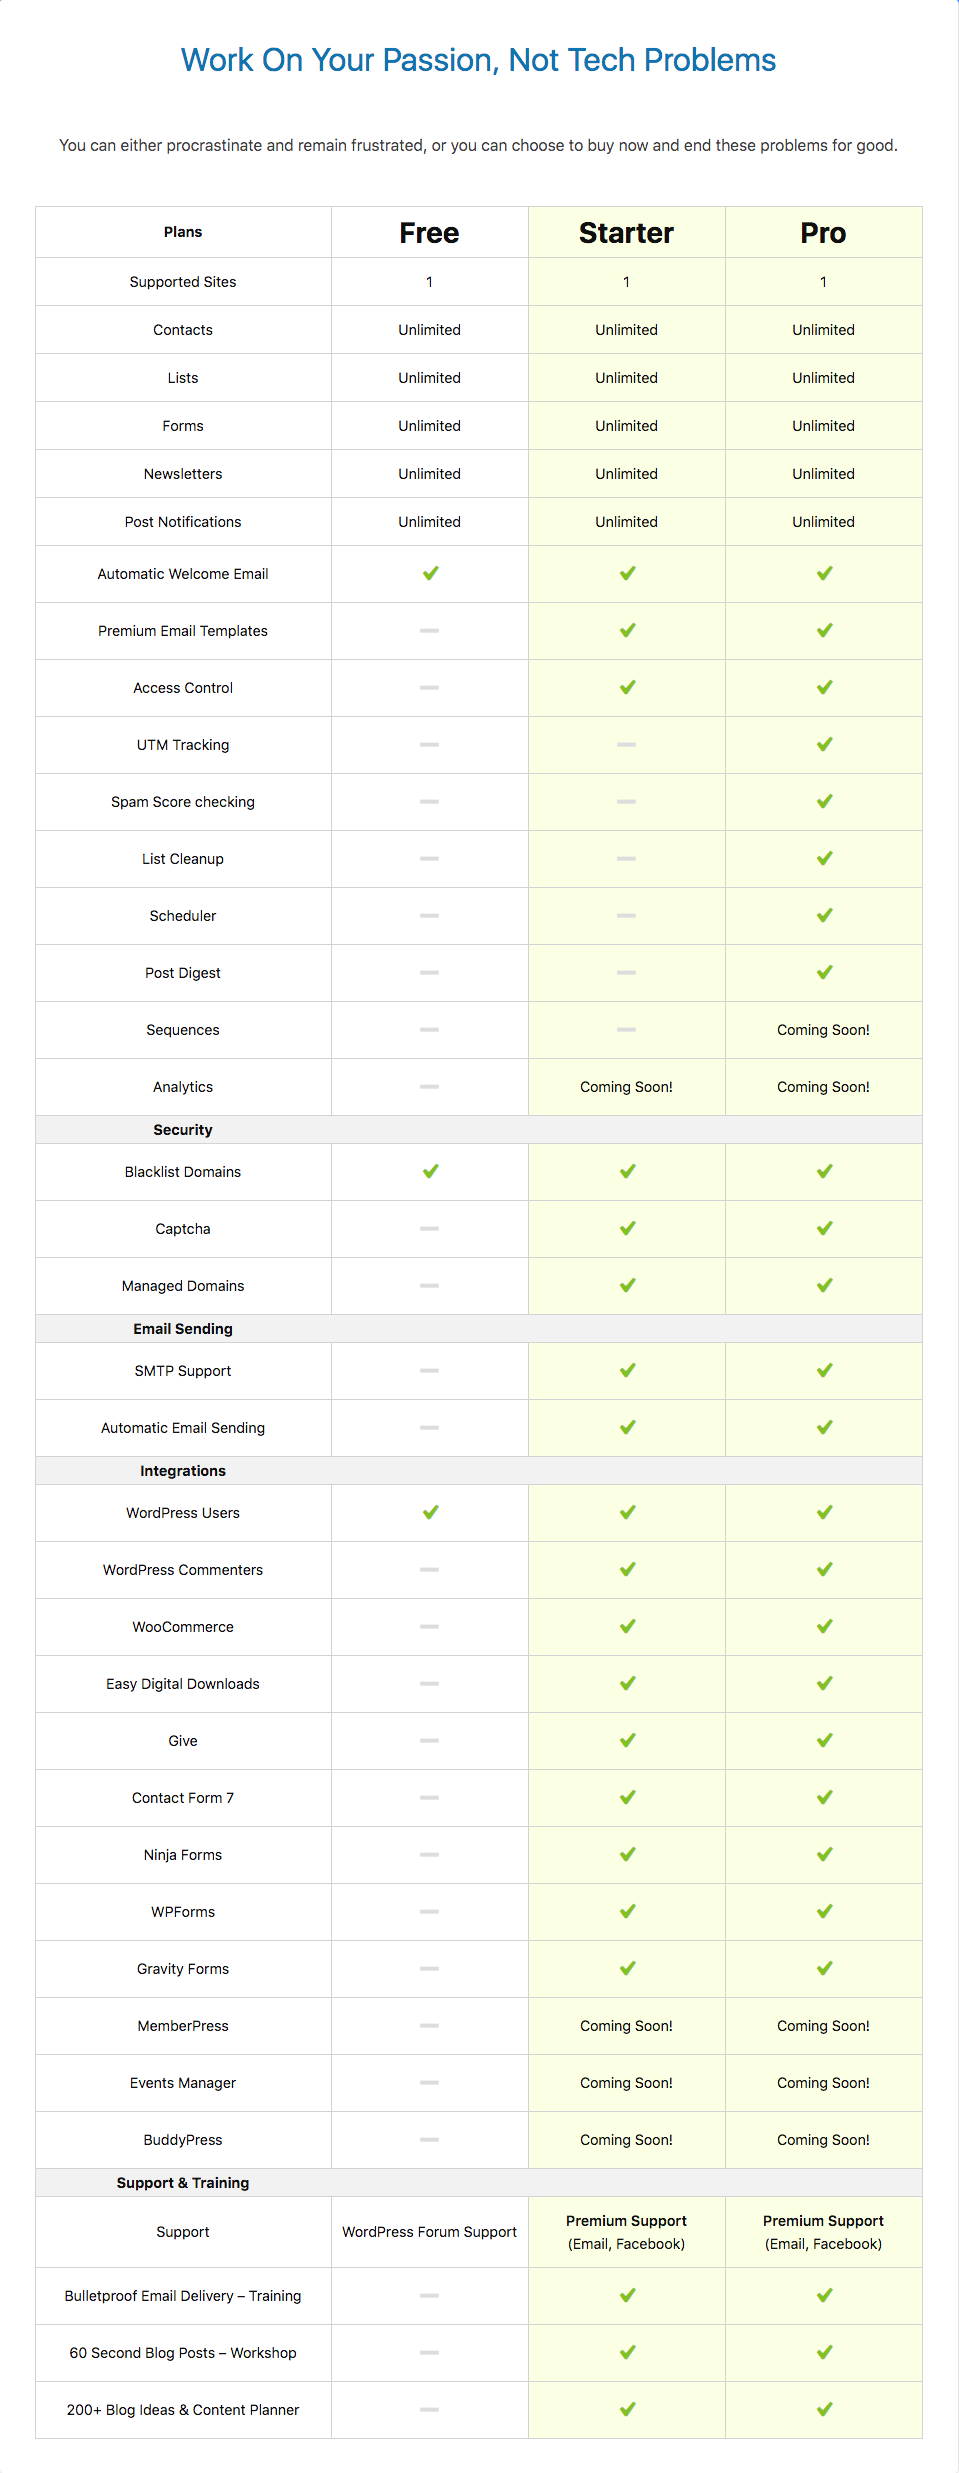 Work On Your Passion, Not Tech Problems
You can either procrastinate and remain frustrated, or you can choose to buy now and end these problems for good.
Plans Free Starter Pro
Supported Sites 1 1 1
Contacts Unlimited Unlimited Unlimited
Lists Unlimited Unlimited Unlimited
Forms Unlimited Unlimited Unlimited
Newsletters Unlimited Unlimited Unlimited
Post Notifications Unlimited Unlimited Unlimited
Automatic Welcome Email
Premium Email Templates
Access Control
UTM Tracking
Spam Score checking
List Cleanup
Scheduler
Post Digest
Sequences Coming Soon!
Analytics Coming Soon! Coming Soon!
Security
Blacklist Domains
Captcha
Managed Domains
Email Sending
SMTP Support
Automatic Email Sending
Integrations
WordPress Users
WordPress Commenters
WooCommerce
Easy Digital Downloads
Give
Contact Form 7
Ninja Forms
WPForms
Gravity Forms
MemberPress Coming Soon! Coming Soon!
Events Manager Coming Soon! Coming Soon!
BuddyPress Coming Soon! Coming Soon!
Support & Training
Support WordPress Forum Support Premium Support (Email, Facebook) Premium Support (Email, Facebook)
Bulletproof Email Delivery – Training
60 Second Blog Posts – Workshop
200+ Blog Ideas & Content Planner